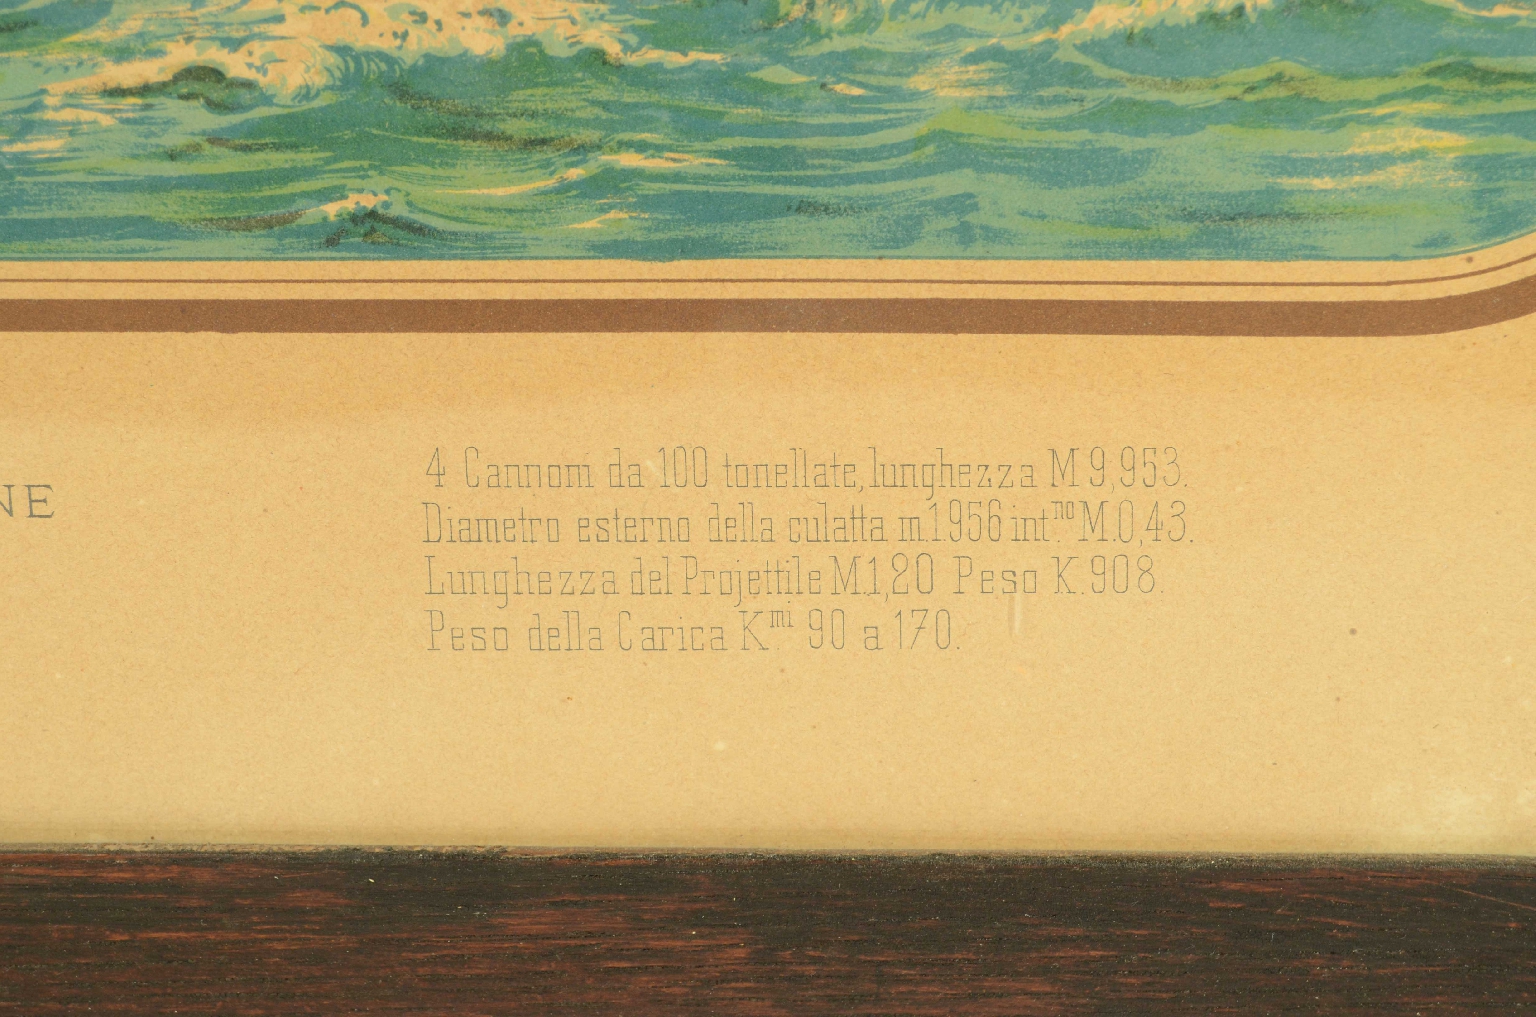 NE
4 Cannoni da 100 tonellate, lunghezza M 9,953.
Diametro esterno della culatta m.1956 int.no M.0,43.
Lunghezza del Projettile M.1,20 Peso K.908.
Peso della Carica K.mi 90 a 170.